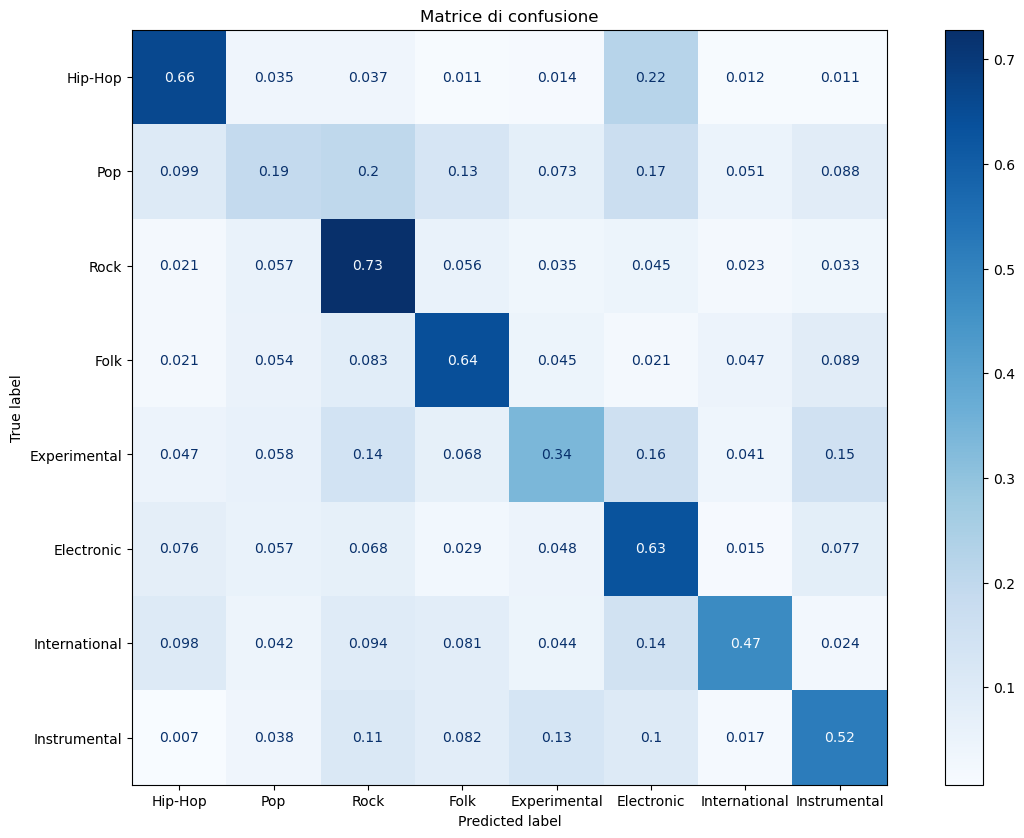 Matrice di confusione
Hip-Hop 0.66 0.035 0.037 0.011 0.014 0.22 0.012 0.011
Pop 0.099 0.19 0.2 0.13 0.073 0.17 0.051 0.088
Rock 0.021 0.057 0.73 0.056 0.035 0.045 0.023 0.033
Folk 0.021 0.054 0.083 0.64 0.045 0.021 0.047 0.089
Experimental 0.047 0.058 0.14 0.068 0.34 0.16 0.041 0.15
Electronic 0.076 0.057 0.068 0.029 0.048 0.63 0.015 0.077
International 0.098 0.042 0.094 0.081 0.044 0.14 0.47 0.024
Instrumental 0.007 0.038 0.11 0.082 0.13 0.1 0.017 0.52
Hip-Hop Pop Rock Folk Experimental Electronic International Instrumental
Predicted label
True label
0.7
0.6
0.5
0.4
0.3
0.2
0.1